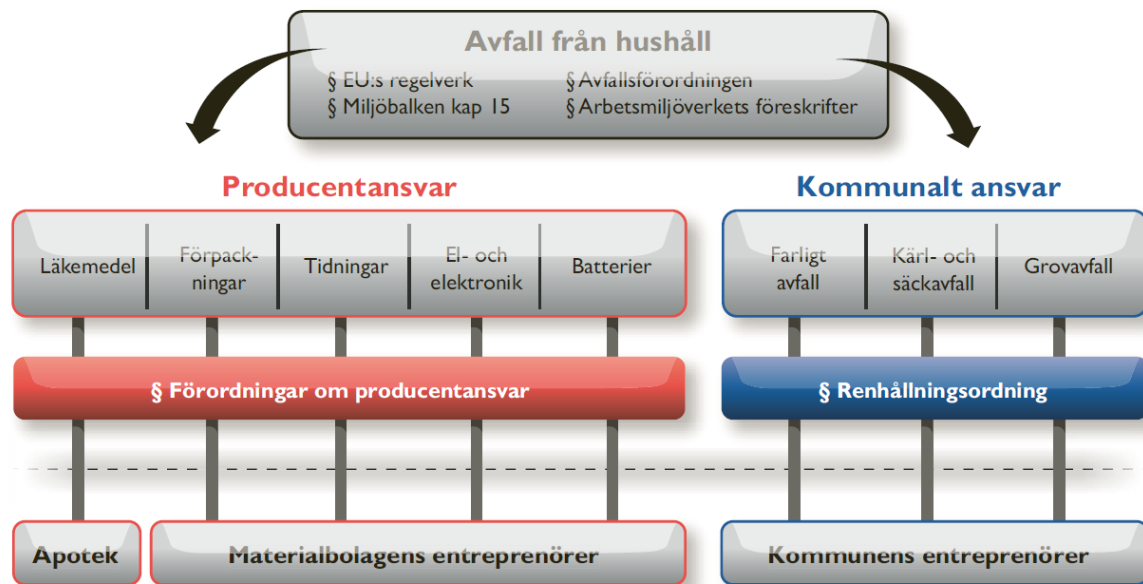 Avfall från hushåll
§ EU:s regelverk § Avfallsförordningen
§ Miljöbalken kap 15 § Arbetsmiljöverkets föreskrifter
Producentansvar
Läkemedel
Förpack-
ningar
Tidningar
El- och
elektronik
Batterier
§ Förordningar om producentansvar
Apotek
Materialbolagens entreprenörer
Kommunalt ansvar
Farligt
avfall
Kärl- och
säckavfall
Grovavfall
§ Renhållningsordning
Kommunens entreprenörer